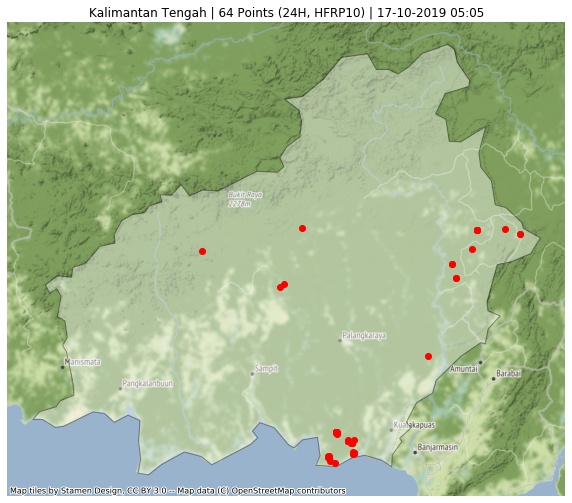 Kalimantan Tengah | 64 Points (24H, HFRP10) | 17-10-2019 05:05
Bukit Raya
2278m
Palangkaraya
Manismata
Sampit
Amuntai
Barabai
Pangkalanbuun
Kualakapuas
Banjarmasin
Map tiles by Stamen Design, CC BY 3.0 -- Map data (C) OpenStreetMap contributors